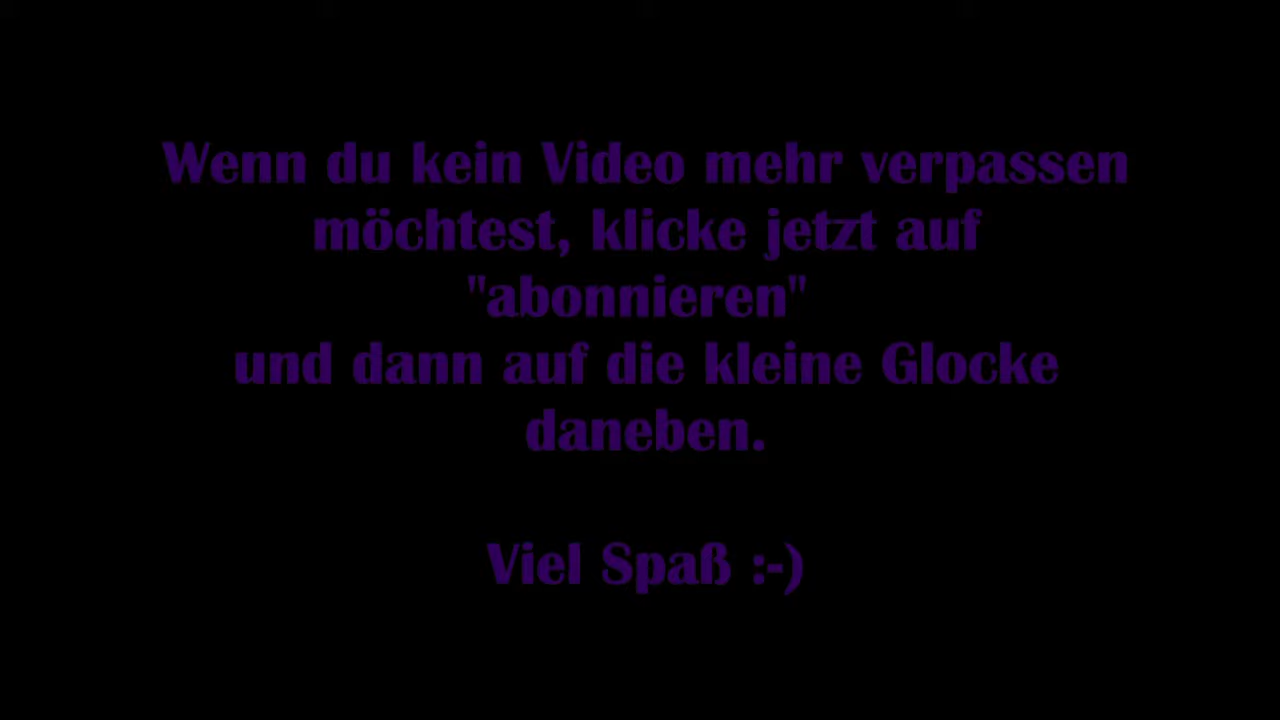 Wenn du kein Video mehr verpassen
möchtest, klicke jetzt auf
"abonnieren"
und dann auf die kleine Glocke
daneben.
Viel Spaß :-)